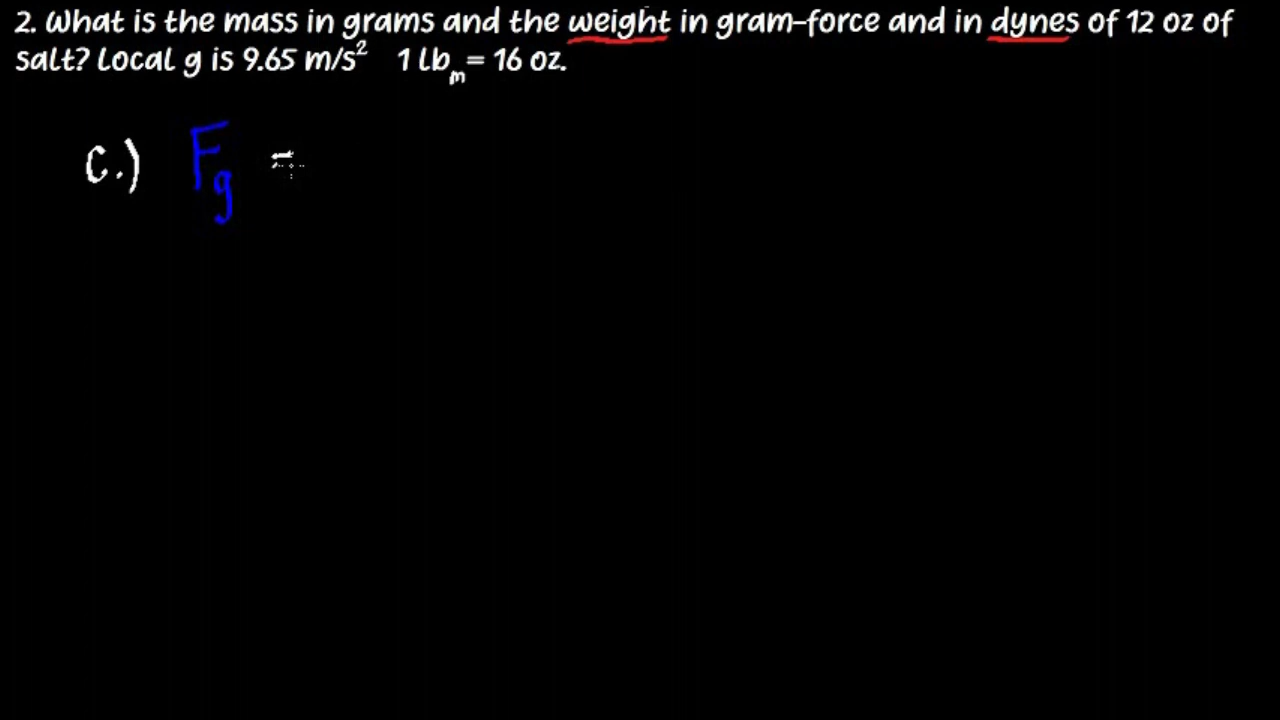 2. What is the mass in grams and the weight in gram-force and in dynes of 12 oz of
salt? Local g is 9.65 m/s² 1 lbₘ = 16 oz.
c.) F_g =